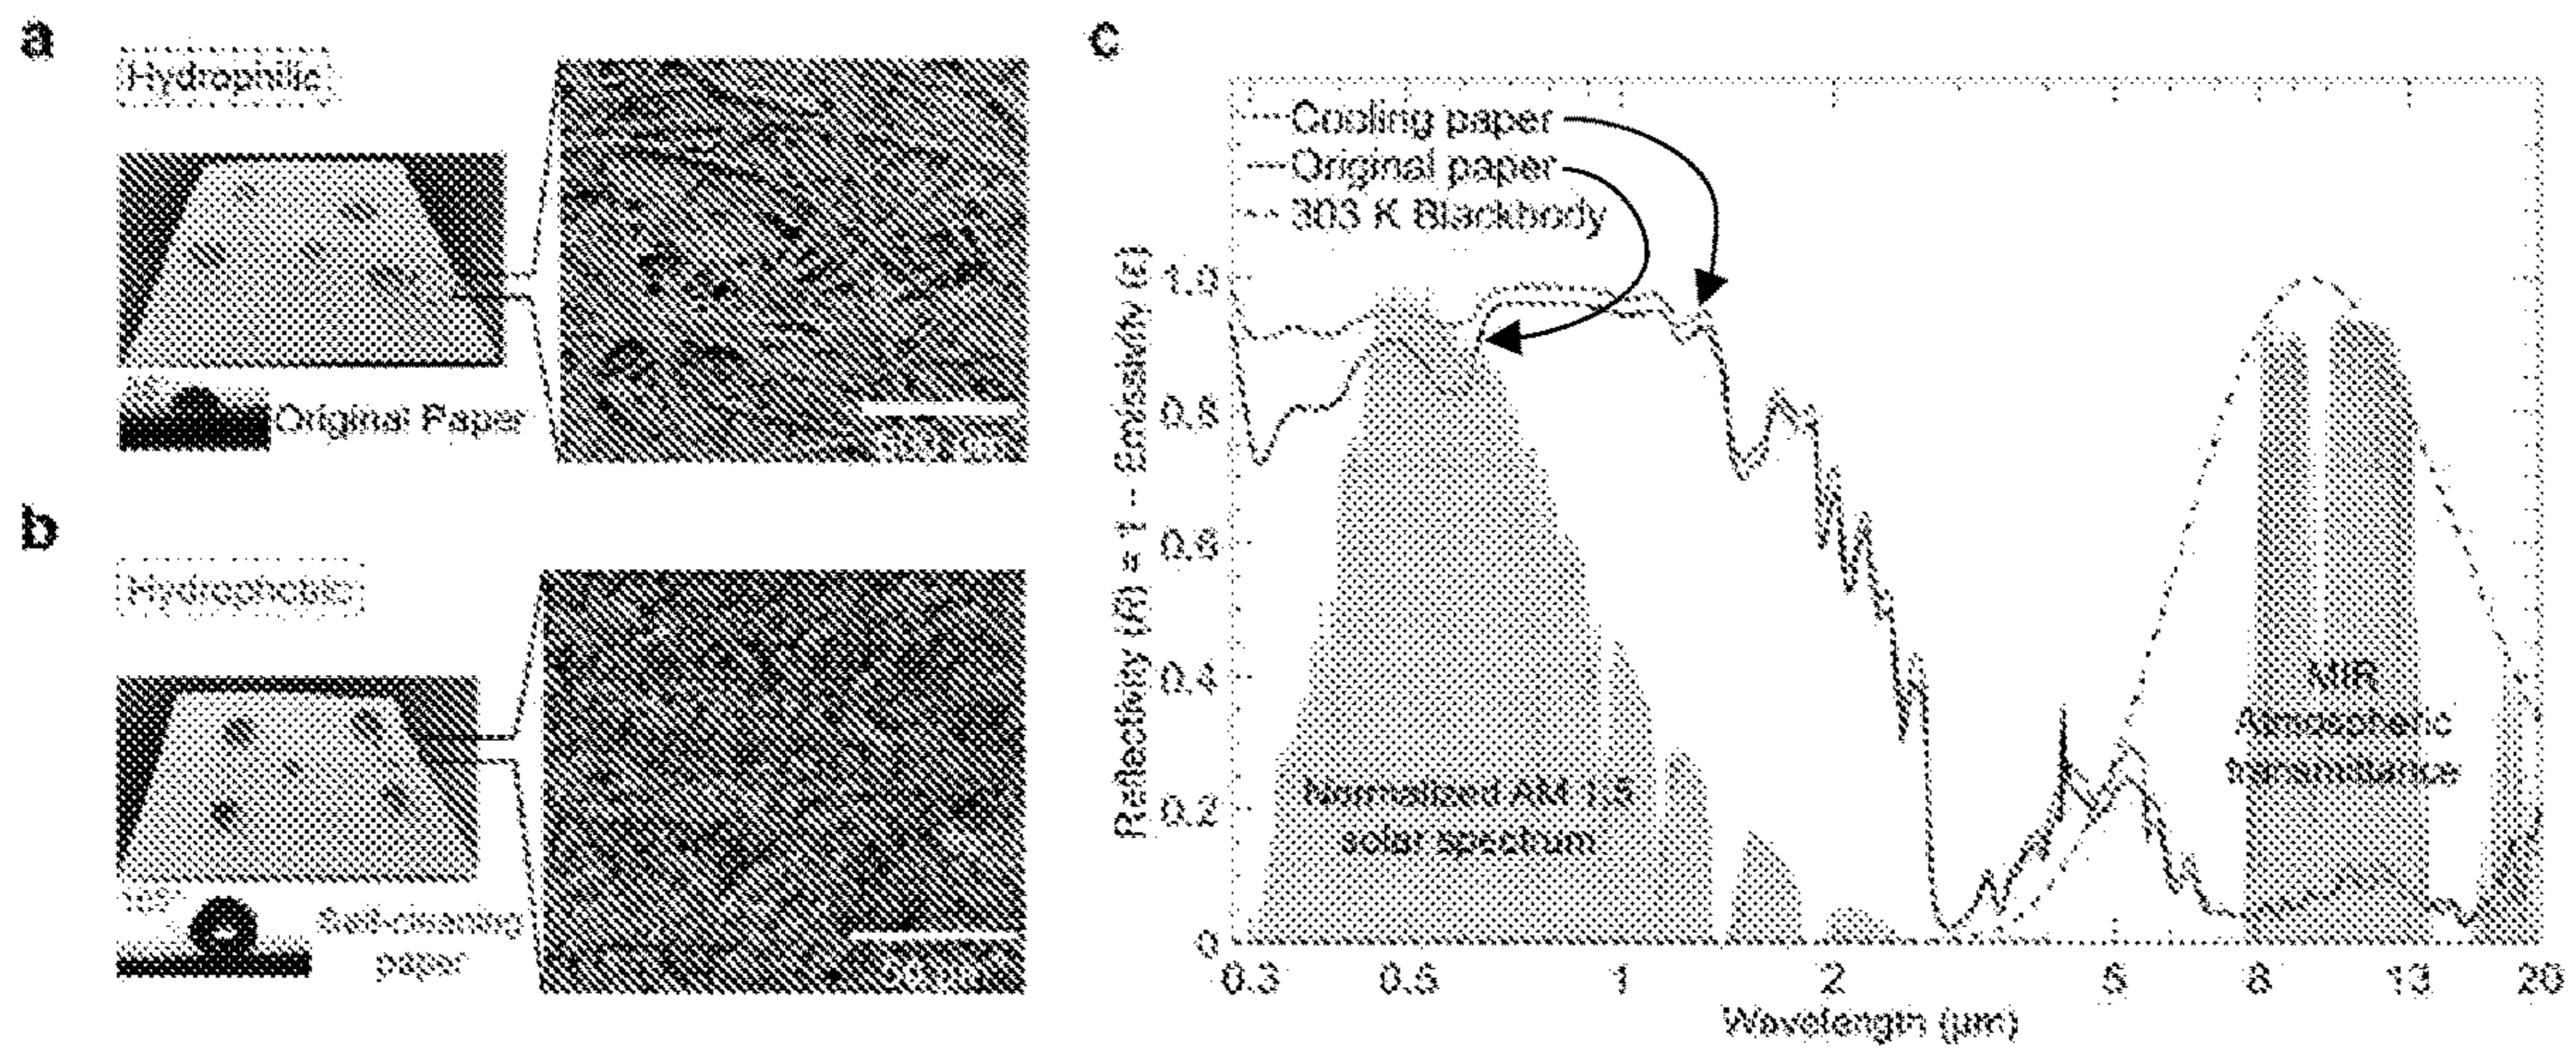 a
Hydrophilic
Original Paper
b
Hydrophobic
Self-cleaning
paper
c
Cooling paper
Original paper
303 K Blackbody
Reflectivity (R) = 1 - Emissivity (ε)
1.0
0.8
0.6
0.4
0.2
0
Normalized AM 1.5
solar spectrum
MIR
Atmospheric
transmittance
0.3 0.5 1 2 5 8 13 20
Wavelength (μm)